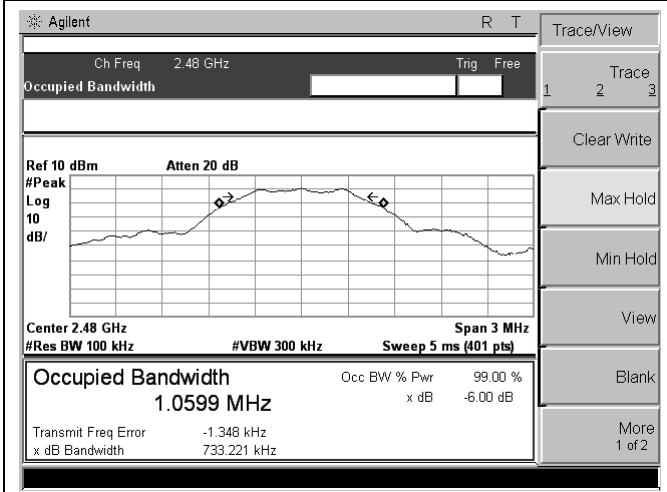 Agilent R T
Trace/View
Ch Freq 2.48 GHz Trig Free
Occupied Bandwidth
Trace
1 2 3
Clear Write
Ref 10 dBm Atten 20 dB
#Peak
Log
10
dB/
Max Hold
Min Hold
View
Center 2.48 GHz Span 3 MHz
#Res BW 100 kHz #VBW 300 kHz Sweep 5 ms (401 pts)
Occupied Bandwidth Occ BW % Pwr 99.00 %
1.0599 MHz x dB -6.00 dB
Blank
Transmit Freq Error -1.348 kHz
x dB Bandwidth 733.221 kHz
More
1 of 2